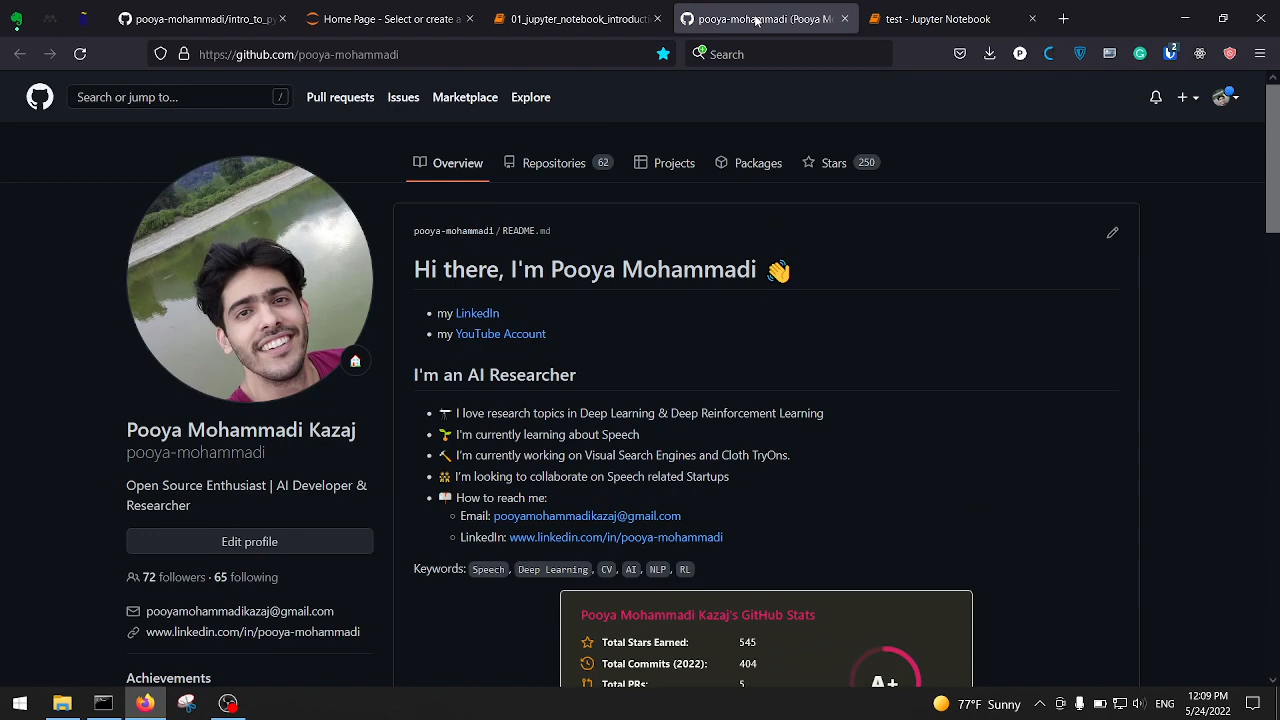 pooya-mohammadi/intro_to_py
Home Page - Select or create a
01_jupyter_notebook_introduct
pooya-mohammadi (Pooya M
test - Jupyter Notebook
https://github.com/pooya-mohammadi
Search
2
Search or jump to...
/
Pull requests
Issues
Marketplace
Explore
Overview
Repositories 62
Projects
Packages
Stars 250
pooya-mohammadi / README.md
Hi there, I'm Pooya Mohammadi 👋
• my LinkedIn
• my YouTube Account
I'm an AI Researcher
• 🔭 I love research topics in Deep Learning & Deep Reinforcement Learning
• 🌱 I'm currently learning about Speech
• 🔨 I'm currently working on Visual Search Engines and Cloth TryOns.
• I'm looking to collaborate on Speech related Startups
• 📫 How to reach me:
○ Email: pooyamohammadikazaj@gmail.com
○ LinkedIn: www.linkedin.com/in/pooya-mohammadi
Keywords: Speech, Deep Learning, CV, AI, NLP, RL
Pooya Mohammadi Kazaj's GitHub Stats
Total Stars Earned: 545
Total Commits (2022): 404
Total PRs: 5
A+
Pooya Mohammadi Kazaj
pooya-mohammadi
Open Source Enthusiast | AI Developer &
Researcher
Edit profile
72 followers · 65 following
pooyamohammadikazaj@gmail.com
www.linkedin.com/in/pooya-mohammadi
Achievements
77°F Sunny
ENG
12:09 PM
5/24/2022